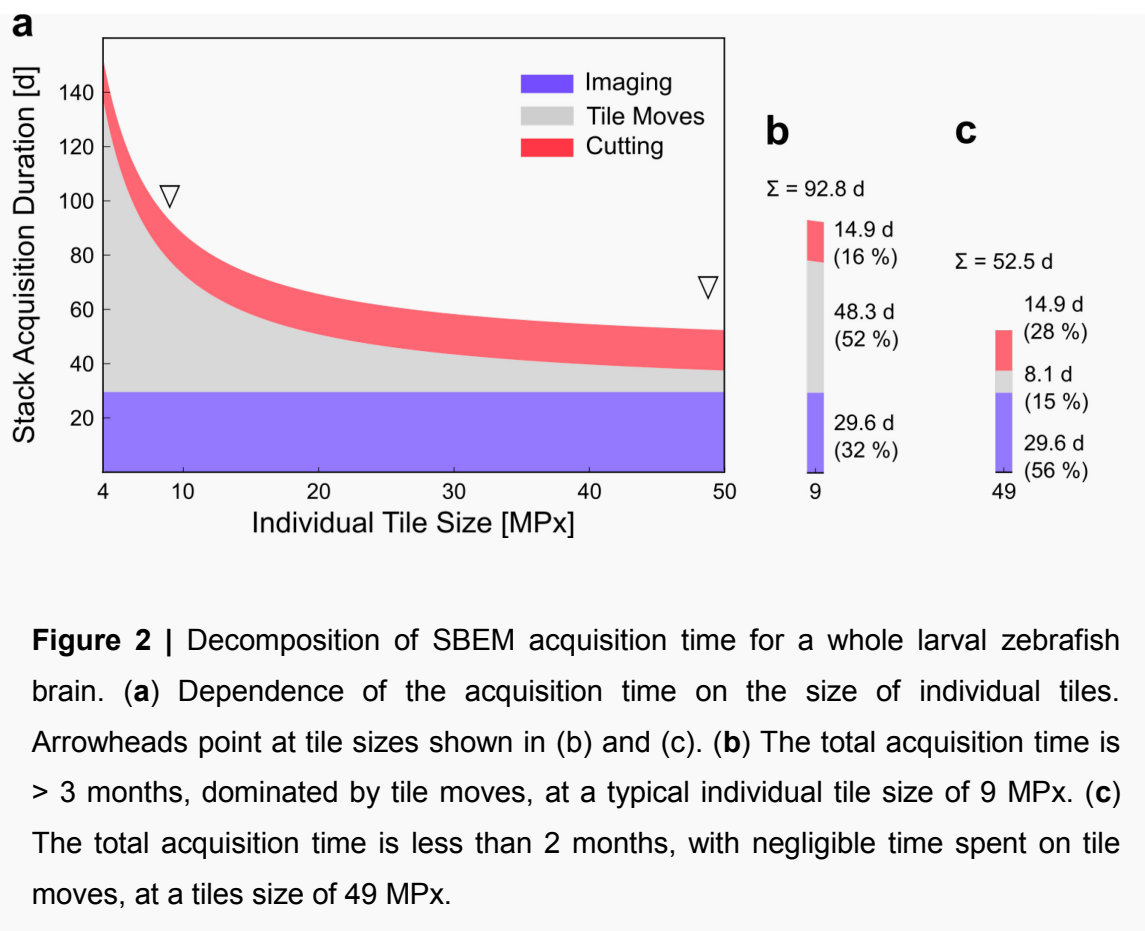 a
Stack Acquisition Duration [d]
140
120
100
80
60
40
20
4
10
20
30
40
50
Individual Tile Size [MPx]
Imaging
Tile Moves
Cutting
b
Σ = 92.8 d
14.9 d
(16 %)
48.3 d
(52 %)
29.6 d
(32 %)
9
c
Σ = 52.5 d
14.9 d
(28 %)
8.1 d
(15 %)
29.6 d
(56 %)
49
Figure 2 | Decomposition of SBEM acquisition time for a whole larval zebrafish
brain. (a) Dependence of the acquisition time on the size of individual tiles.
Arrowheads point at tile sizes shown in (b) and (c). (b) The total acquisition time is
> 3 months, dominated by tile moves, at a typical individual tile size of 9 MPx. (c)
The total acquisition time is less than 2 months, with negligible time spent on tile
moves, at a tiles size of 49 MPx.